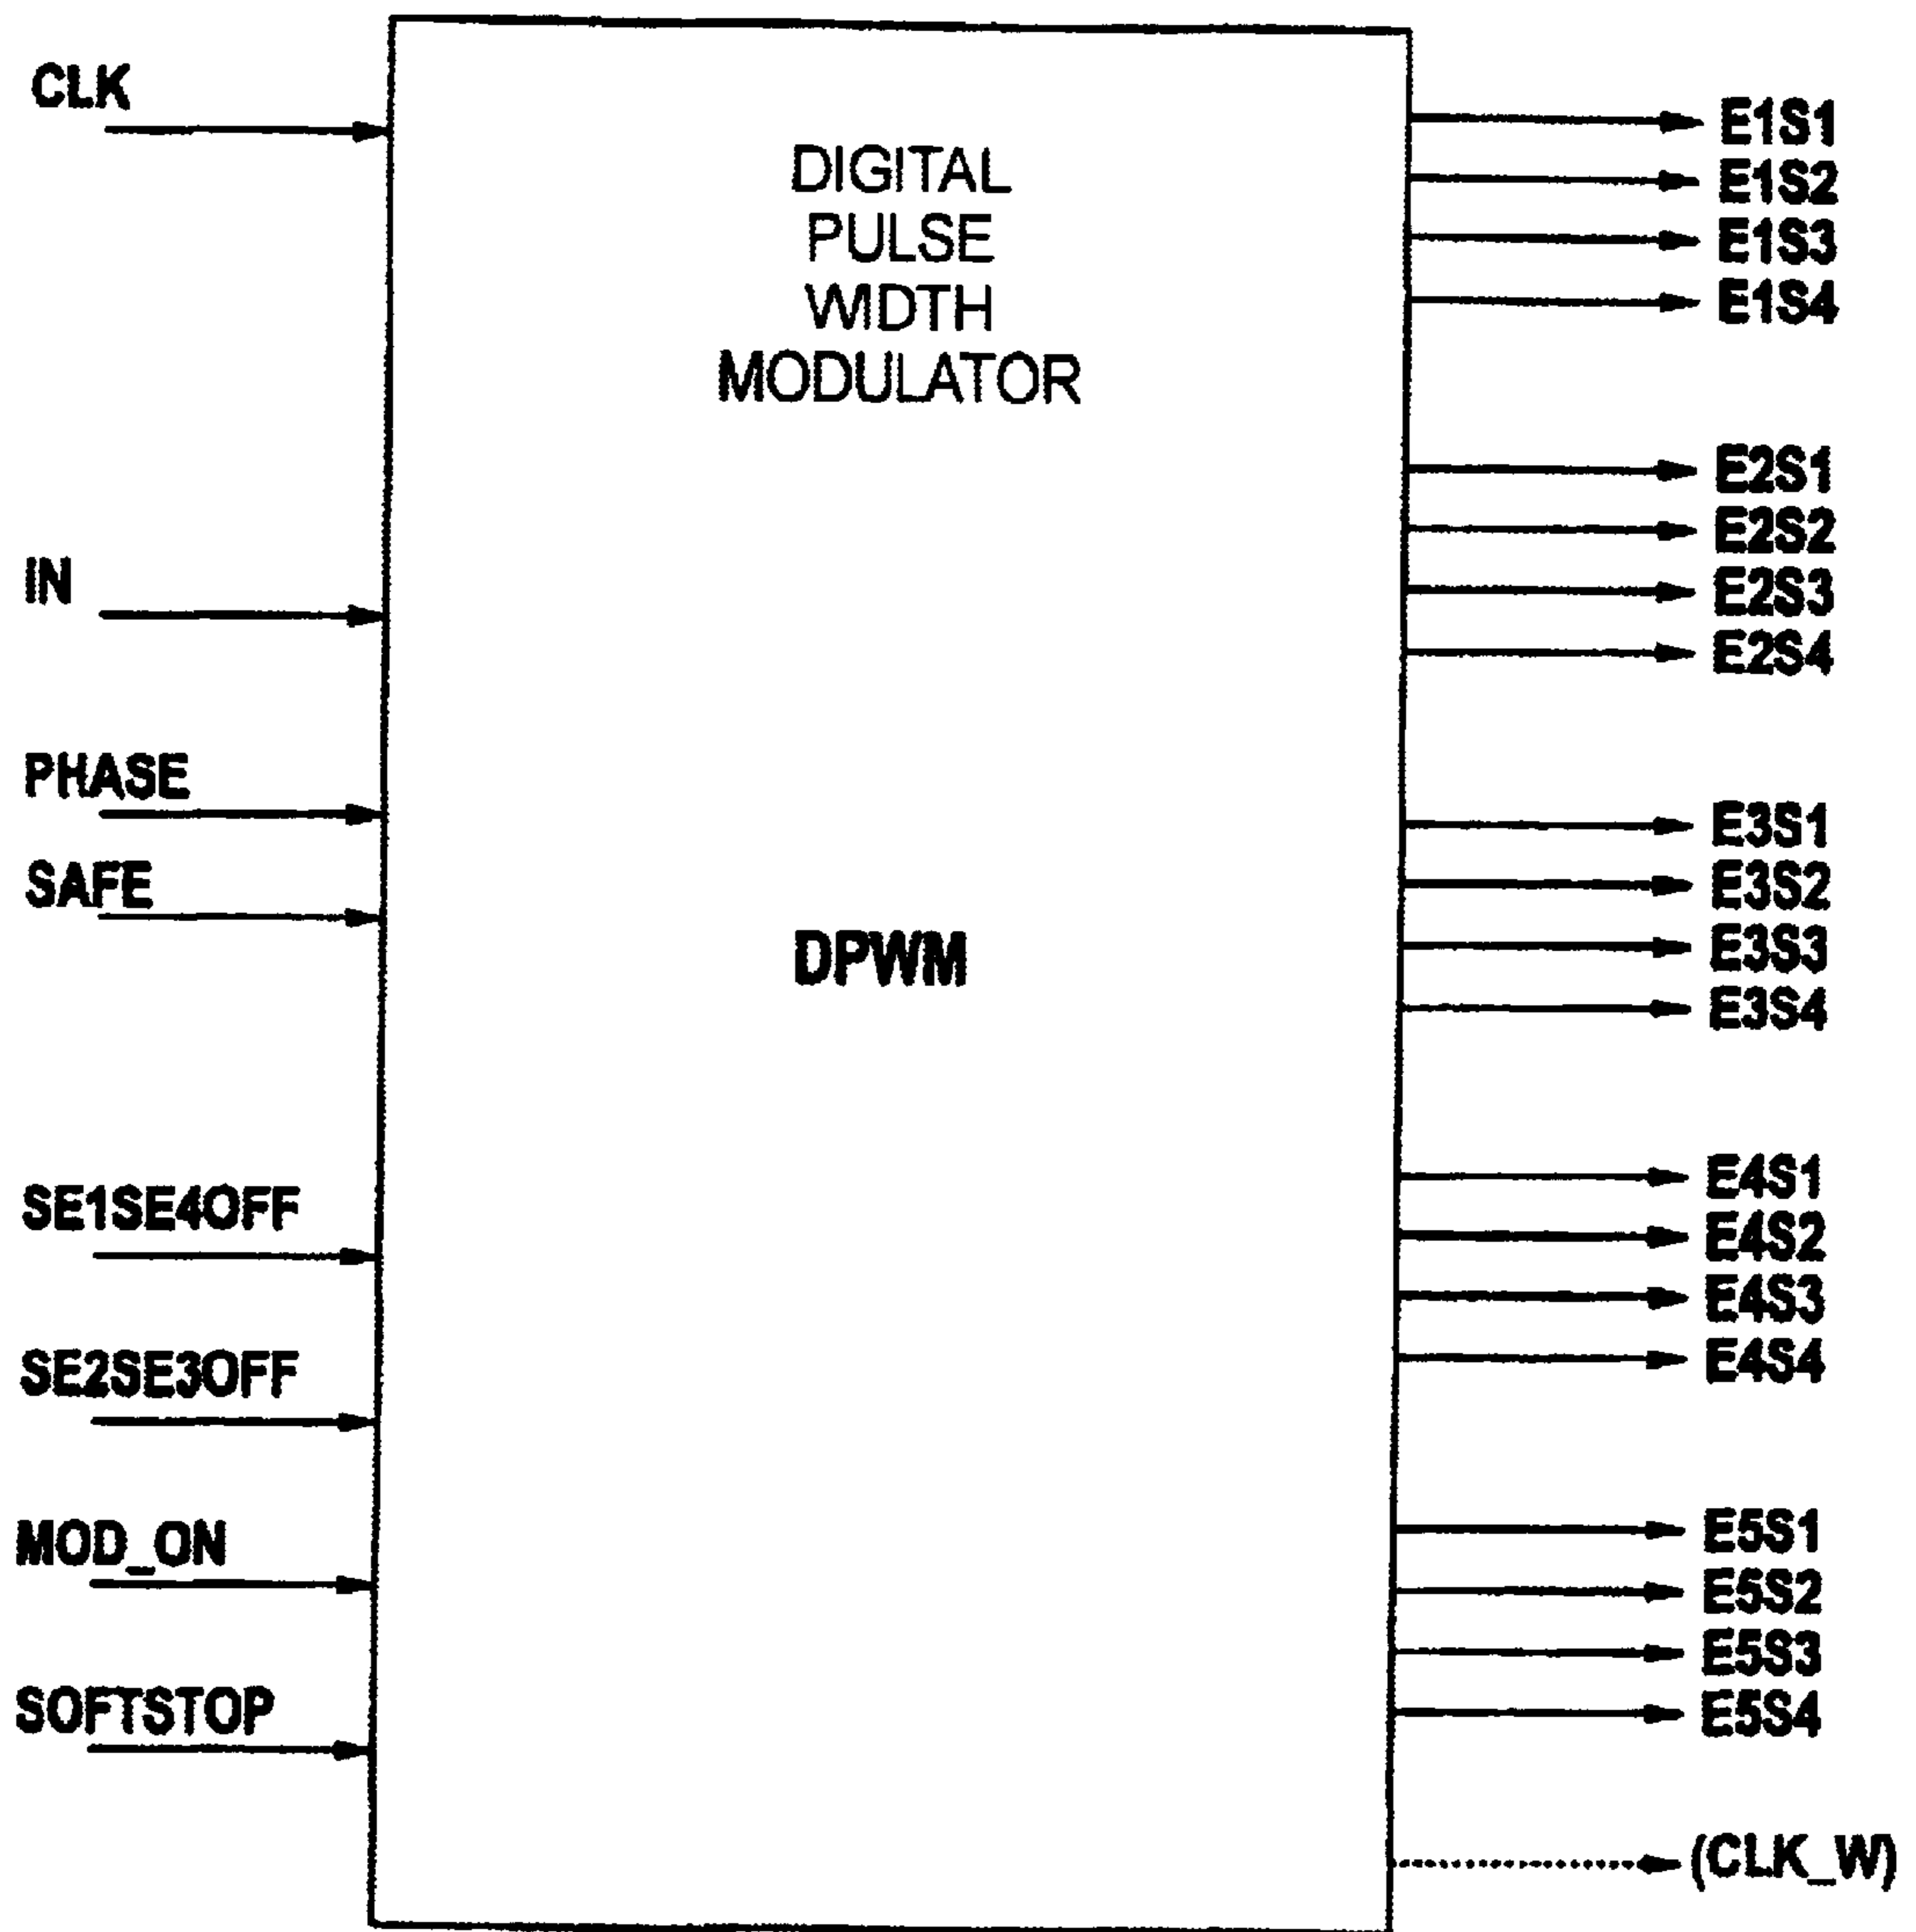 CLK
IN
PHASE
SAFE
SE1SE4OFF
SE2SE3OFF
MOD_ON
SOFTSTOP
DIGITAL
PULSE
WIDTH
MODULATOR
DPWM
E1S1
E1S2
E1S3
E1S4
E2S1
E2S2
E2S3
E2S4
E3S1
E3S2
E3S3
E3S4
E4S1
E4S2
E4S3
E4S4
E5S1
E5S2
E5S3
E5S4
(CLK_W)